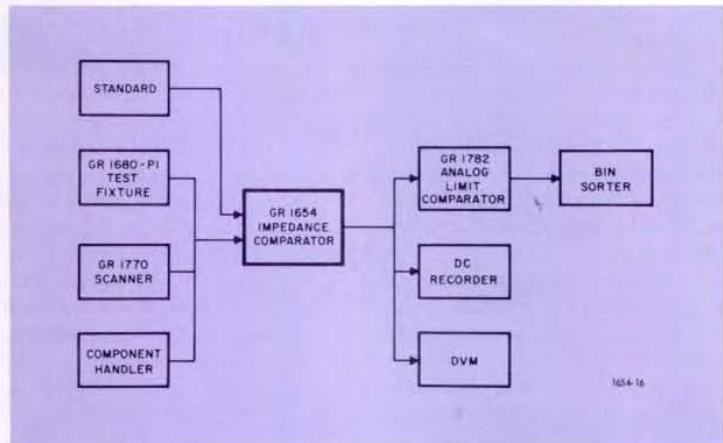 STANDARD
GR 1680-P1
TEST
FIXTURE
GR 1770
SCANNER
COMPONENT
HANDLER
GR 1654
IMPEDANCE
COMPARATOR
GR 1782
ANALOG
LIMIT
COMPARATOR
BIN
SORTER
DC
RECORDER
DVM
1654-16